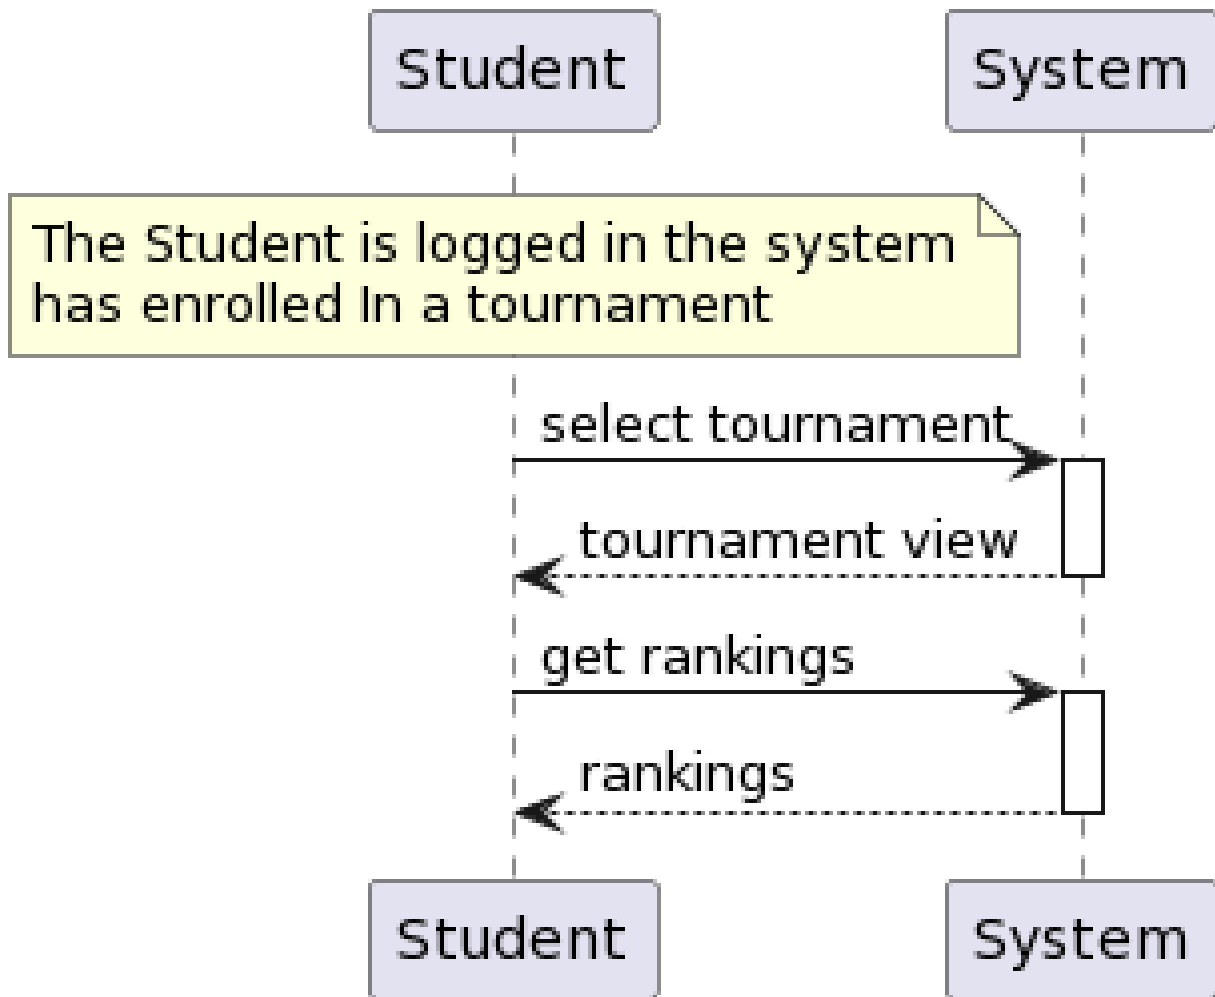 Student
System
The Student is logged in the system
has enrolled In a tournament
select tournament
tournament view
get rankings
rankings
Student
System